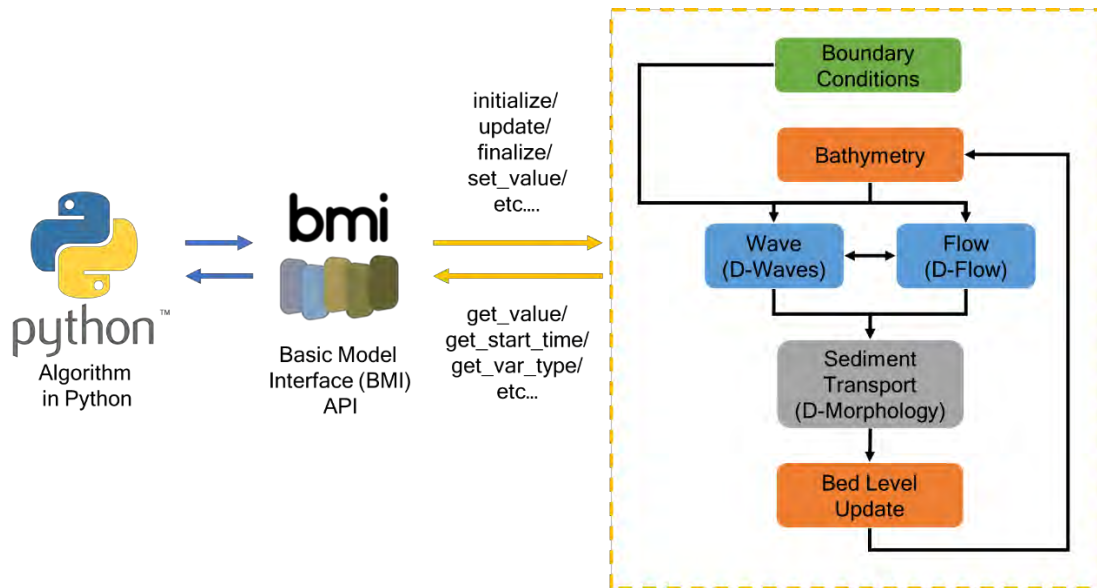 python™
Algorithm
in Python
bmi
Basic Model
Interface (BMI)
API
initialize/
update/
finalize/
set_value/
etc....
get_value/
get_start_time/
get_var_type/
etc...
Boundary
Conditions
Bathymetry
Wave
(D-Waves)
Flow
(D-Flow)
Sediment
Transport
(D-Morphology)
Bed Level
Update